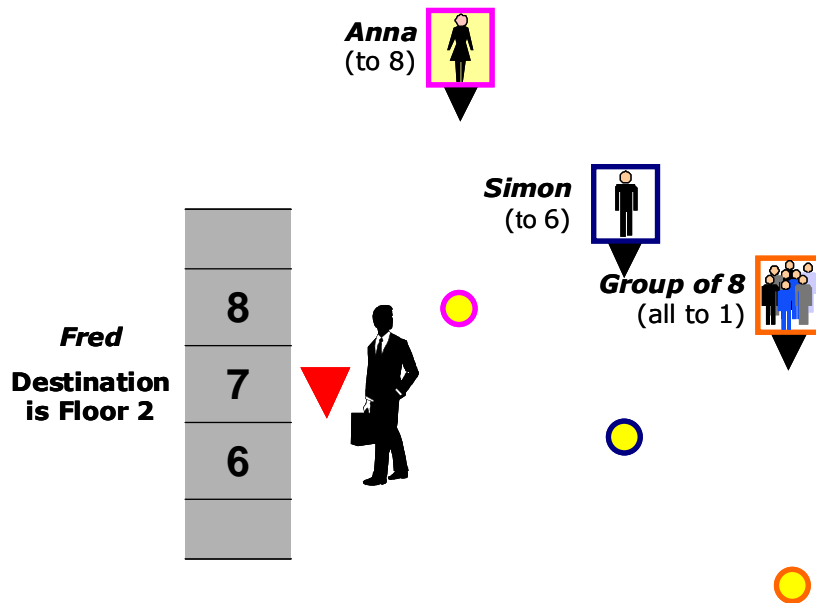 Anna
(to 8)
Simon
(to 6)
Group of 8
(all to 1)
8
Fred
7
Destination
is Floor 2
6